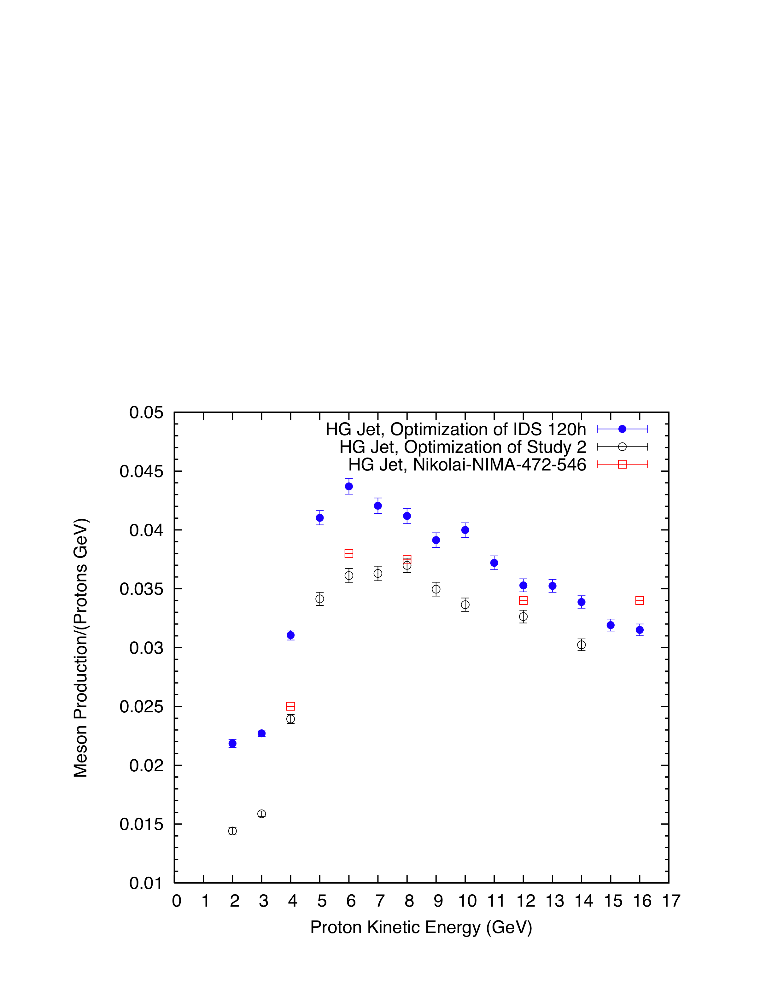 0.05
0.045
0.04
0.035
0.03
0.025
0.02
0.015
0.01
0 1 2 3 4 5 6 7 8 9 10 11 12 13 14 15 16 17
Meson Production/(Protons GeV)
Proton Kinetic Energy (GeV)
HG Jet, Optimization of IDS 120h
HG Jet, Optimization of Study 2
HG Jet, Nikolai-NIMA-472-546